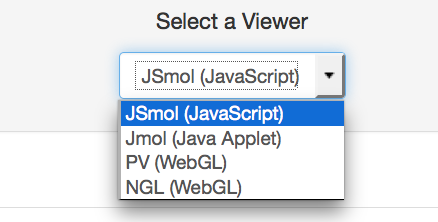 Select a Viewer
JSmol (JavaScript)
JSmol (JavaScript)
Jmol (Java Applet)
PV (WebGL)
NGL (WebGL)